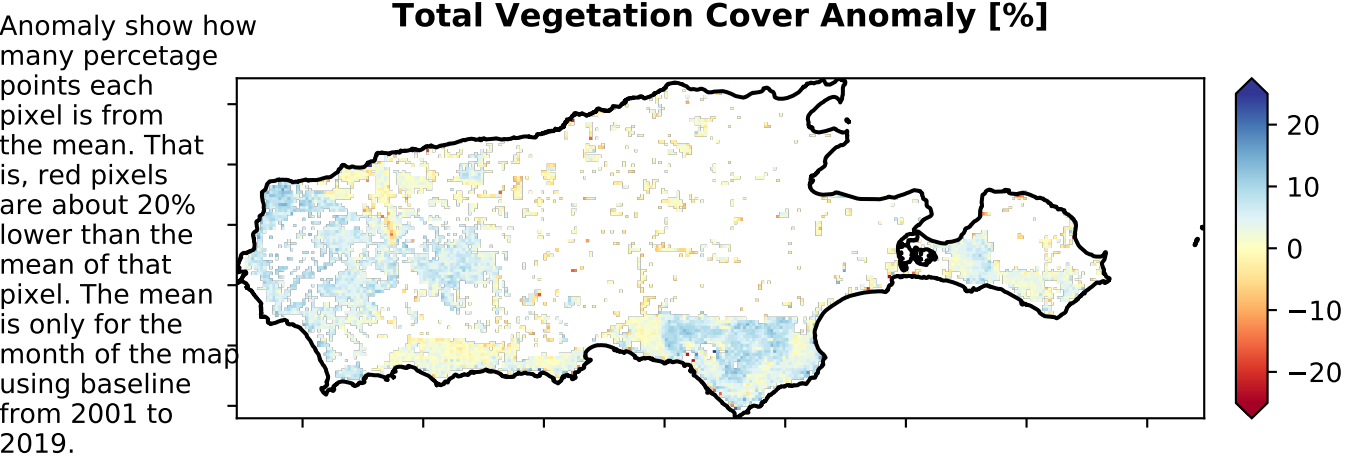 Total Vegetation Cover Anomaly [%]
Anomaly show how
many percetage
points each
pixel is from
the mean. That
is, red pixels
are about 20%
lower than the
mean of that
pixel. The mean
is only for the
month of the map
using baseline
from 2001 to
2019.
20
10
0
−10
−20